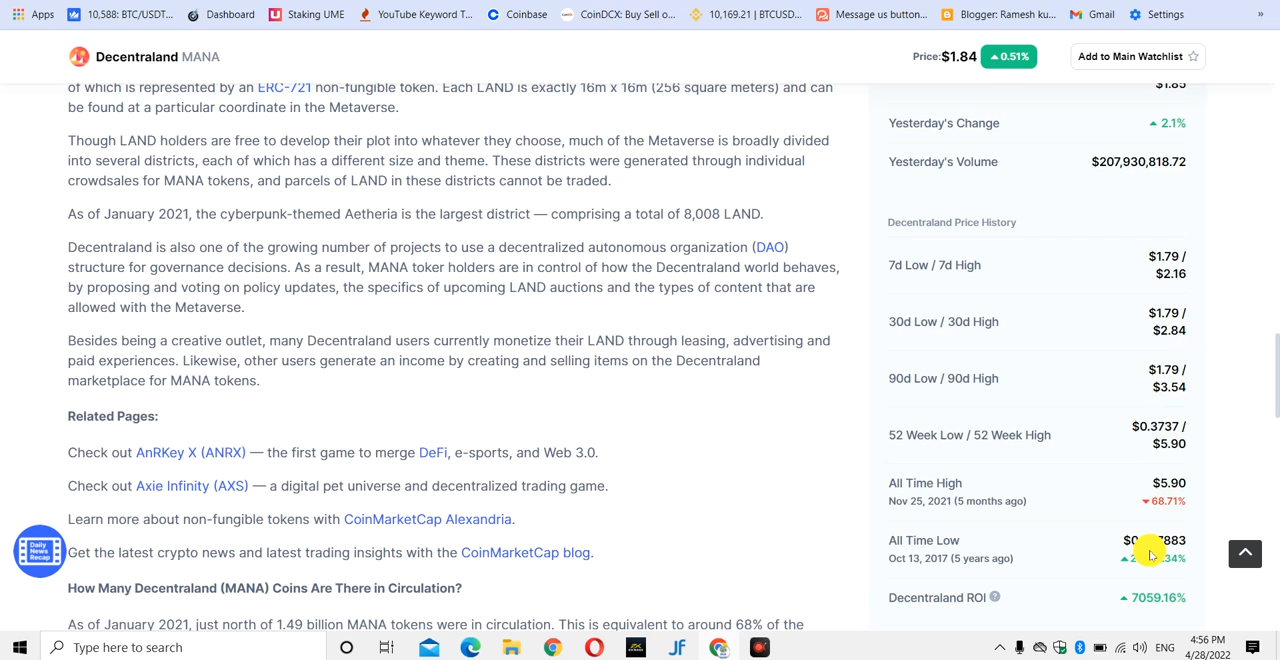 Apps 10,588: BTC/USDT... Dashboard Staking UME YouTube Keyword T... Coinbase CoinDCX: Buy Sell o... 10,169.21 | BTCUSD... Message us button... Blogger: Ramesh ku... Gmail Settings »
Decentraland MANA Price: $1.84 0.51% Add to Main Watchlist
of which is represented by an ERC-721 non-fungible token. Each LAND is exactly 16m x 16m (256 square meters) and can
be found at a particular coordinate in the Metaverse.
Though LAND holders are free to develop their plot into whatever they choose, much of the Metaverse is broadly divided
into several districts, each of which has a different size and theme. These districts were generated through individual
crowdsales for MANA tokens, and parcels of LAND in these districts cannot be traded.
As of January 2021, the cyberpunk-themed Aetheria is the largest district — comprising a total of 8,008 LAND.
Decentraland is also one of the growing number of projects to use a decentralized autonomous organization (DAO)
structure for governance decisions. As a result, MANA toker holders are in control of how the Decentraland world behaves,
by proposing and voting on policy updates, the specifics of upcoming LAND auctions and the types of content that are
allowed with the Metaverse.
Besides being a creative outlet, many Decentraland users currently monetize their LAND through leasing, advertising and
paid experiences. Likewise, other users generate an income by creating and selling items on the Decentraland
marketplace for MANA tokens.
Related Pages:
Check out AnRKey X (ANRX) — the first game to merge DeFi, e-sports, and Web 3.0.
Check out Axie Infinity (AXS) — a digital pet universe and decentralized trading game.
Learn more about non-fungible tokens with CoinMarketCap Alexandria.
Get the latest crypto news and latest trading insights with the CoinMarketCap blog.
How Many Decentraland (MANA) Coins Are There in Circulation?
As of January 2021, just north of 1.49 billion MANA tokens were in circulation. This is equivalent to around 68% of the
Daily
News
Recap
$1.85
Yesterday's Change 2.1%
Yesterday's Volume $207,930,818.72
Decentraland Price History
7d Low / 7d High $1.79 /
$2.16
30d Low / 30d High $1.79 /
$2.84
90d Low / 90d High $1.79 /
$3.54
52 Week Low / 52 Week High $0.3737 /
$5.90
All Time High $5.90
Nov 25, 2021 (5 months ago) 68.71%
All Time Low
Oct 13, 2017 (5 years ago)
Decentraland ROI ? 7059.16%
Type here to search ENG 4:56 PM
4/28/2022